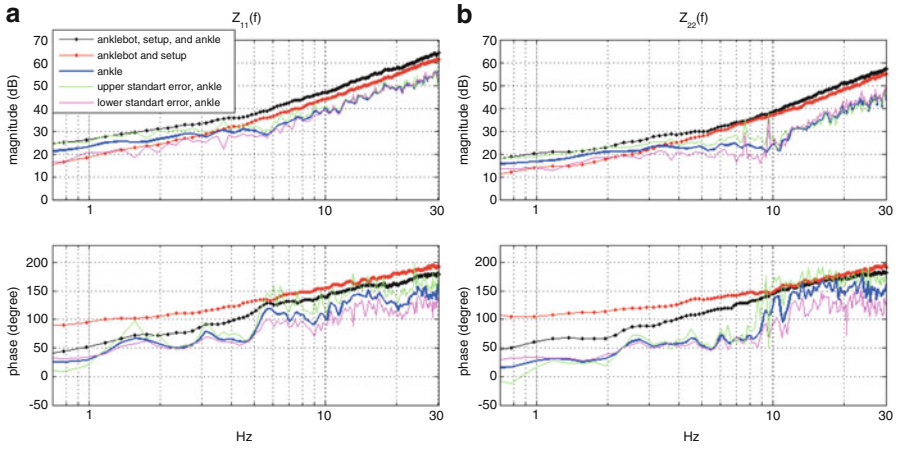 a
Z11(f)
b
Z22(f)
anklebot, setup, and ankle
anklebot and setup
ankle
upper standart error, ankle
lower standart error, ankle
magnitude (dB)
70
60
50
40
30
20
10
0
1
10
30
magnitude (dB)
70
60
50
40
30
20
10
0
1
10
30
phase (degree)
200
150
100
50
0
-50
1
10
30
Hz
phase (degree)
200
150
100
50
0
-50
1
10
30
Hz